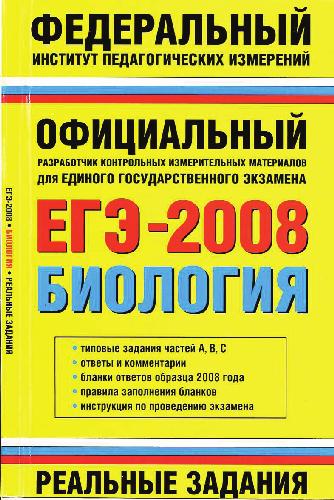 ФЕДЕРАЛЬНЫЙ
ИНСТИТУТ ПЕДАГОГИЧЕСКИХ ИЗМЕРЕНИЙ
ОФИЦИАЛЬНЫЙ
РАЗРАБОТЧИК КОНТРОЛЬНЫХ ИЗМЕРИТЕЛЬНЫХ МАТЕРИАЛОВ
для ЕДИНОГО ГОСУДАРСТВЕННОГО ЭКЗАМЕНА
ЕГЭ-2008
БИОЛОГИЯ
• типовые задания частей А, В, С
• ответы и комментарии
• бланки ответов образца 2008 года
• правила заполнения бланков
• инструкция по проведению экзамена
РЕАЛЬНЫЕ ЗАДАНИЯ
ЕГЭ-2008 • БИОЛОГИЯ • РЕАЛЬНЫЕ ЗАДАНИЯ